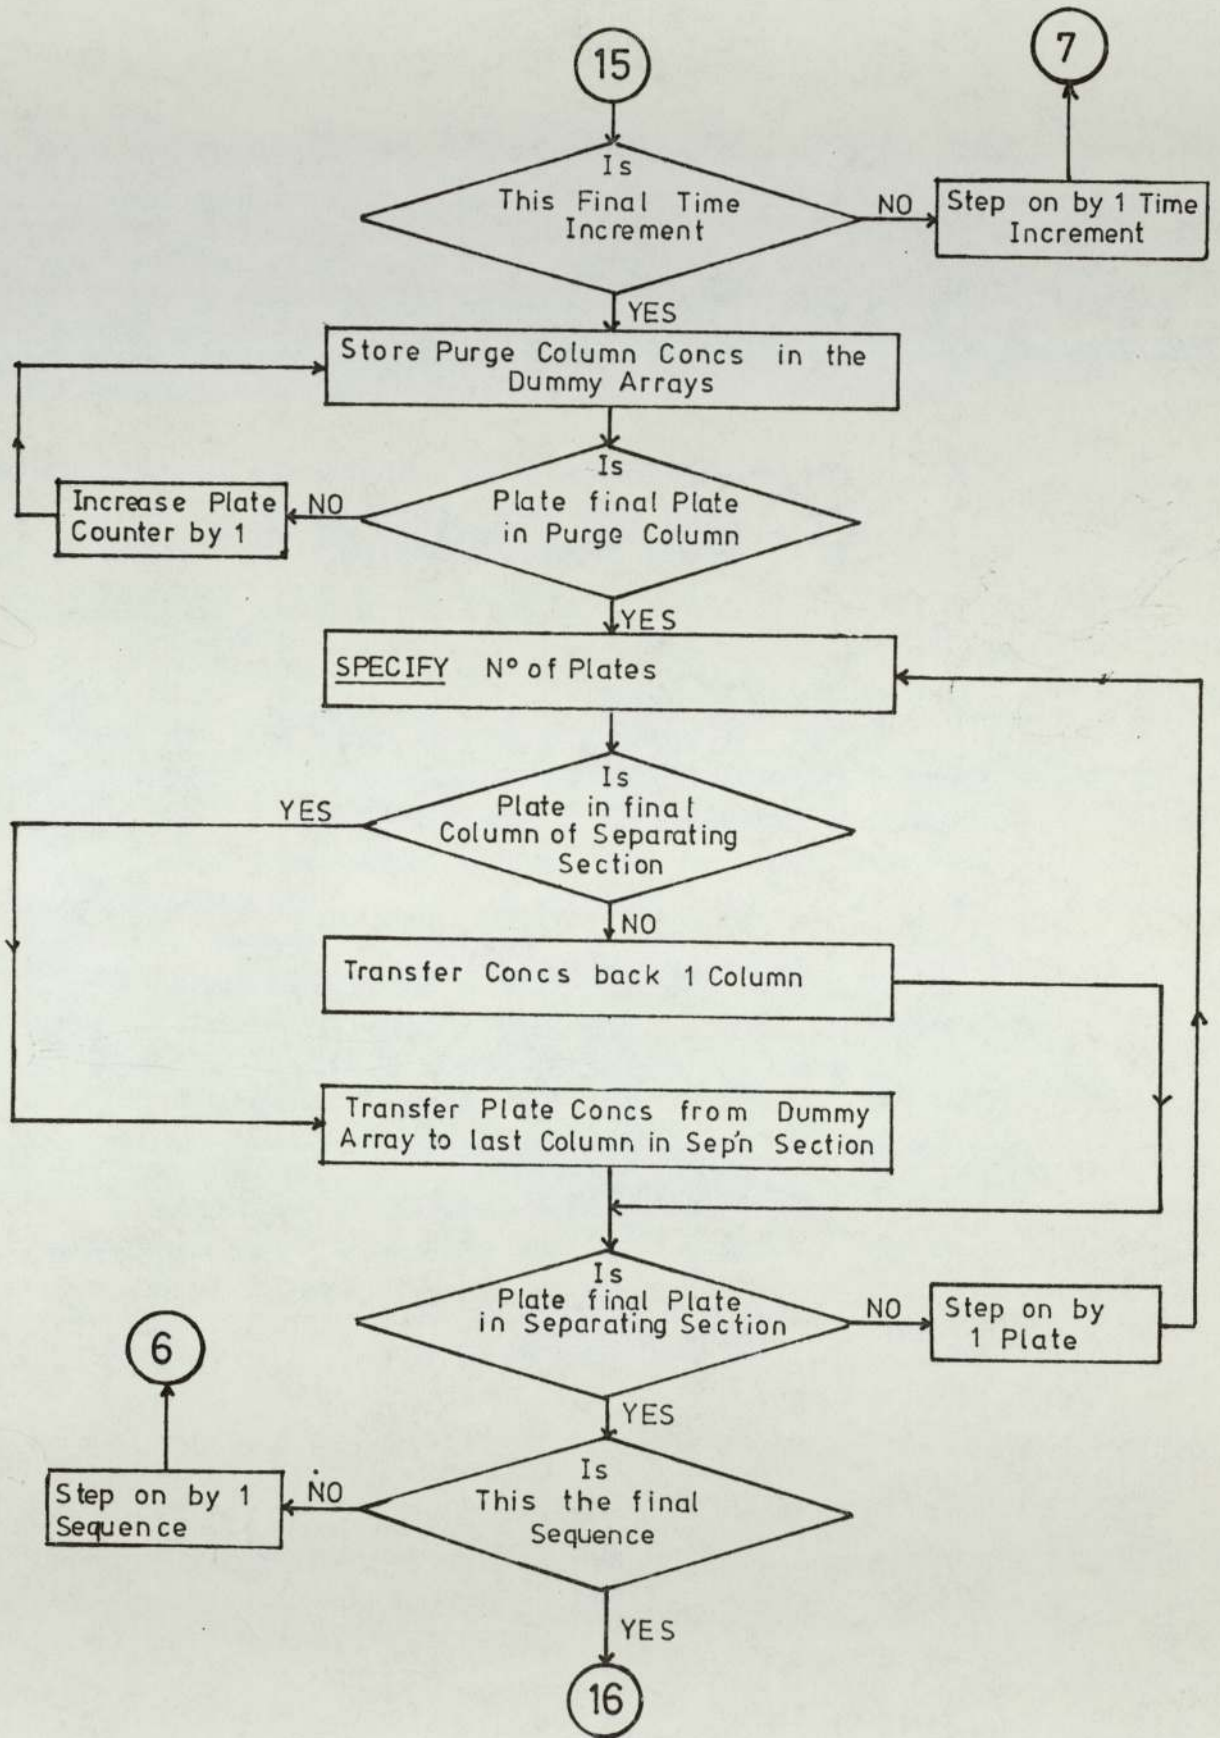 15
7
Is
This Final Time
Increment
NO
Step on by 1 Time
Increment
YES
Store Purge Column Concs in the
Dummy Arrays
Is
Plate final Plate
in Purge Column
NO
Increase Plate
Counter by 1
YES
SPECIFY Nº of Plates
Is
Plate in final
Column of Separating
Section
YES
NO
Transfer Concs back 1 Column
Transfer Plate Concs from Dummy
Array to last Column in Sep'n Section
Is
Plate final Plate
in Separating Section
NO
Step on by
1 Plate
6
YES
Is
This the final
Sequence
NO
Step on by 1
Sequence
YES
16